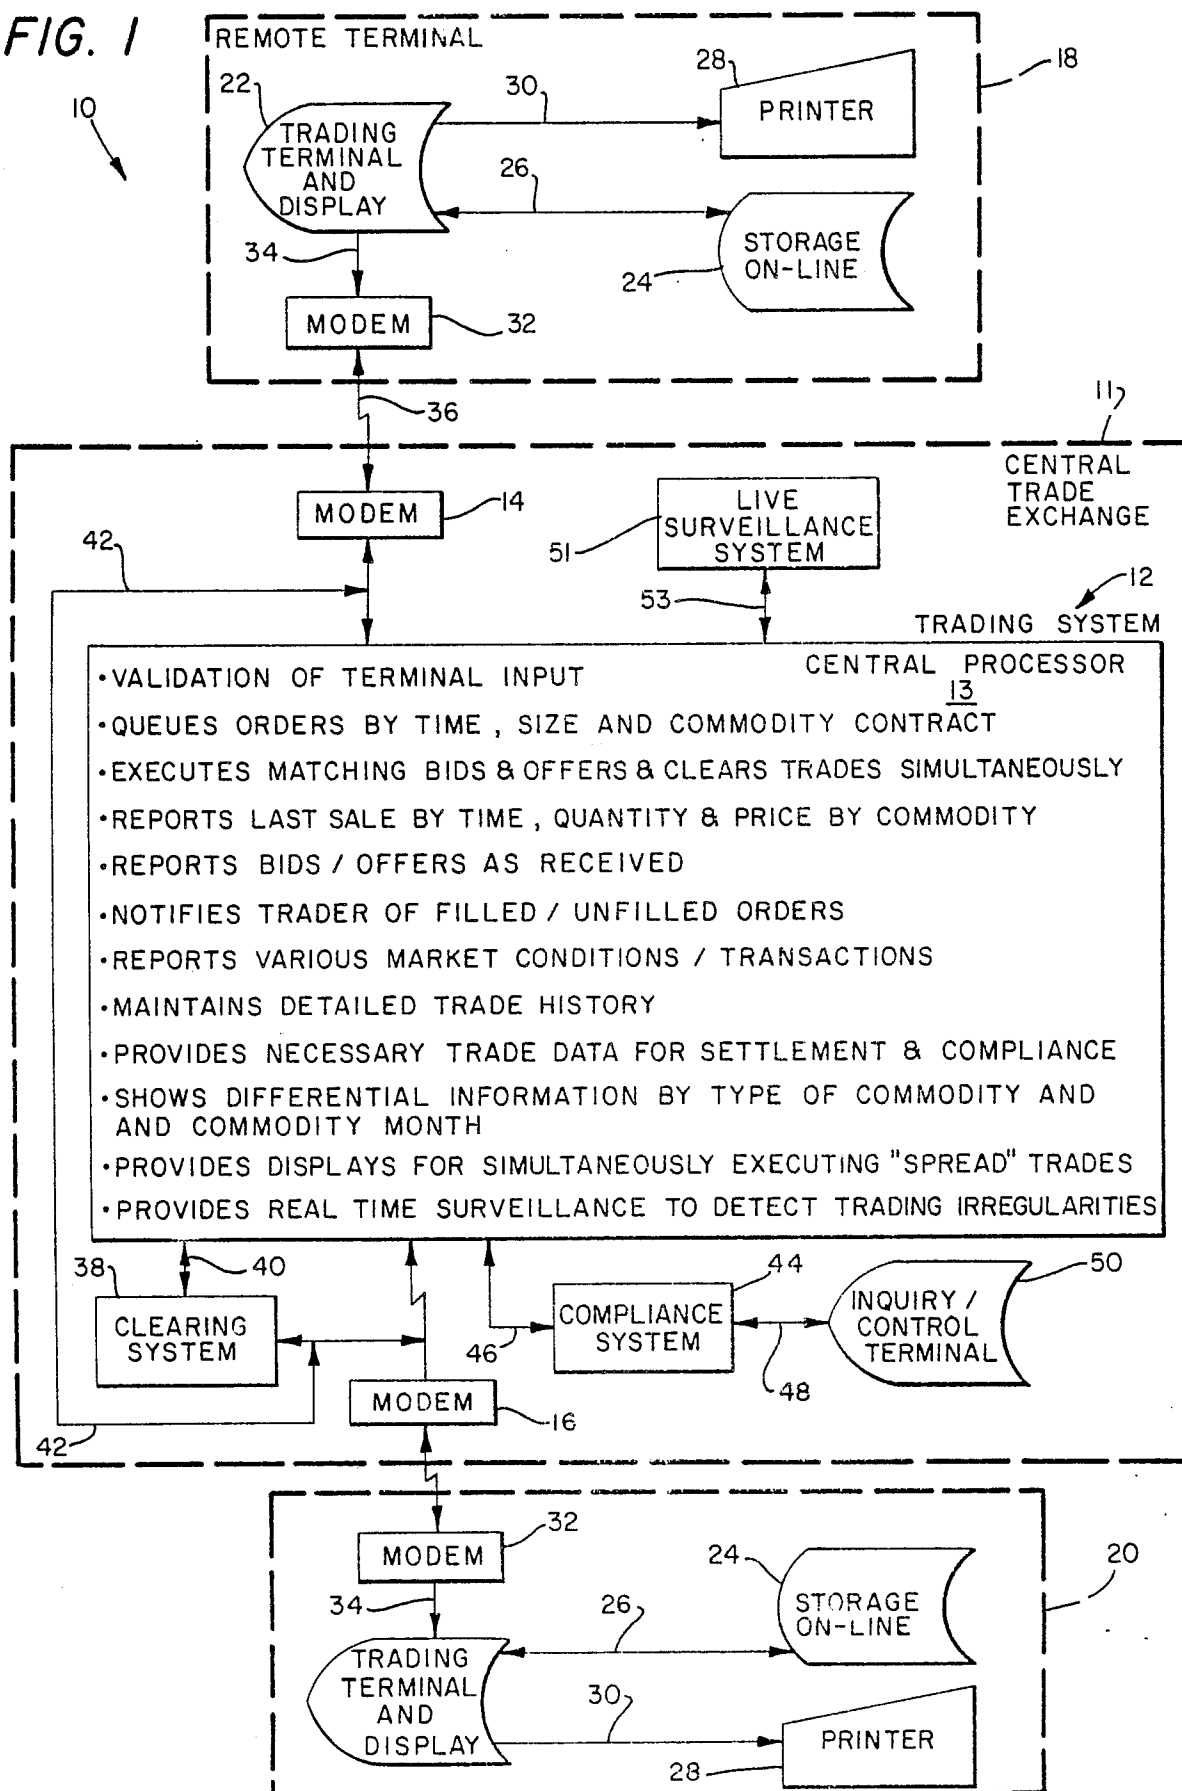 FIG. 1
REMOTE TERMINAL
18
10
22
TRADING
TERMINAL
AND
DISPLAY
30
28
PRINTER
26
STORAGE
ON-LINE
24
34
MODEM
32
36
11
CENTRAL
TRADE
EXCHANGE
MODEM
14
LIVE
SURVEILLANCE
SYSTEM
51
53
42
12
TRADING SYSTEM
CENTRAL PROCESSOR
13
•VALIDATION OF TERMINAL INPUT
•QUEUES ORDERS BY TIME, SIZE AND COMMODITY CONTRACT
•EXECUTES MATCHING BIDS & OFFERS & CLEARS TRADES SIMULTANEOUSLY
•REPORTS LAST SALE BY TIME, QUANTITY & PRICE BY COMMODITY
•REPORTS BIDS / OFFERS AS RECEIVED
•NOTIFIES TRADER OF FILLED / UNFILLED ORDERS
•REPORTS VARIOUS MARKET CONDITIONS / TRANSACTIONS
•MAINTAINS DETAILED TRADE HISTORY
•PROVIDES NECESSARY TRADE DATA FOR SETTLEMENT & COMPLIANCE
•SHOWS DIFFERENTIAL INFORMATION BY TYPE OF COMMODITY AND
AND COMMODITY MONTH
•PROVIDES DISPLAYS FOR SIMULTANEOUSLY EXECUTING "SPREAD" TRADES
•PROVIDES REAL TIME SURVEILLANCE TO DETECT TRADING IRREGULARITIES
38
40
CLEARING
SYSTEM
42
MODEM
16
46
44
COMPLIANCE
SYSTEM
48
50
INQUIRY /
CONTROL
TERMINAL
20
MODEM
32
34
TRADING
TERMINAL
AND
DISPLAY
26
24
STORAGE
ON-LINE
30
PRINTER
28